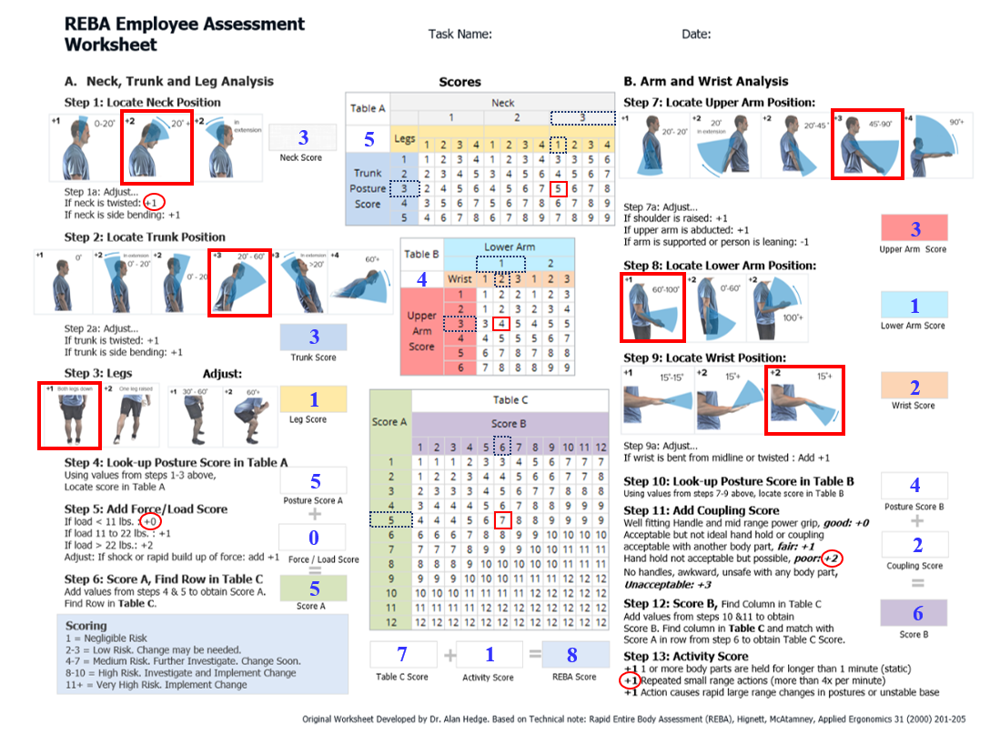 REBA Employee Assessment
Worksheet
Task Name:
Date:
A. Neck, Trunk and Leg Analysis
Step 1: Locate Neck Position
+1 0-20°
+2 20°+
+2 in extension
3
Neck Score
Step 1a: Adjust...
If neck is twisted: +1
If neck is side bending: +1
Step 2: Locate Trunk Position
+1 0°
+2 in extension 0°- 20°
+2 0°- 20
+3 20°- 60°
+3 in extension >20°
+4 60°+
Step 2a: Adjust...
If trunk is twisted: +1
If trunk is side bending: +1
3
Trunk Score
Step 3: Legs
Adjust:
+1 Both legs down
+2 One leg raised
+1 30°- 60°
+2 60°+
1
Leg Score
Step 4: Look-up Posture Score in Table A
Using values from steps 1-3 above,
Locate score in Table A
5
Posture Score A
+
Step 5: Add Force/Load Score
If load < 11 lbs. : +0
If load 11 to 22 lbs. : +1
If load > 22 lbs.: +2
Adjust: If shock or rapid build up of force: add +1
0
Force / Load Score
=
Step 6: Score A, Find Row in Table C
Add values from steps 4 & 5 to obtain Score A.
Find Row in Table C.
5
Score A
Scoring
1 = Negligible Risk
2-3 = Low Risk. Change may be needed.
4-7 = Medium Risk. Further Investigate. Change Soon.
8-10 = High Risk. Investigate and Implement Change
11+ = Very High Risk. Implement Change
Scores
Table A
Neck
1 2 3
5
Legs 1 2 3 4 1 2 3 4 1 2 3 4
Trunk Posture Score
1 1 2 3 4 1 2 3 4 3 3 5 6
2 2 3 4 5 3 4 5 6 4 5 6 7
3 2 4 5 6 4 5 6 7 5 6 7 8
4 3 5 6 7 5 6 7 8 6 7 8 9
5 4 6 7 8 6 7 8 9 7 8 9 9
Table B
Lower Arm
1 2
4
Wrist 1 2 3 1 2 3
Upper Arm Score
1 1 2 2 1 2 3
2 1 2 3 2 3 4
3 3 4 5 4 5 5
4 4 5 5 5 6 7
5 6 7 8 7 8 8
6 7 8 8 8 9 9
Table C
Score A
Score B
1 2 3 4 5 6 7 8 9 10 11 12
1 1 1 1 2 3 3 4 5 6 7 7 7
2 1 2 2 3 4 4 5 6 6 7 7 8
3 2 3 3 3 4 5 6 7 7 8 8 8
4 3 4 4 4 5 6 7 8 8 9 9 9
5 4 4 4 5 6 7 8 8 9 9 9 9
6 6 6 6 7 8 8 9 9 10 10 10 10
7 7 7 7 8 9 9 9 10 10 11 11 11
8 8 8 8 9 10 10 10 10 10 11 11 11
9 9 9 9 10 10 10 11 11 11 12 12 12
10 10 10 10 11 11 11 11 12 12 12 12 12
11 11 11 11 11 12 12 12 12 12 12 12 12
12 12 12 12 12 12 12 12 12 12 12 12 12
7 + 1 = 8
Table C Score
Activity Score
REBA Score
B. Arm and Wrist Analysis
Step 7: Locate Upper Arm Position:
+1 20°- 20°
+2 20° in extension
+2 20°-45°
+3 45°-90°
+4 90°+
Step 7a: Adjust...
If shoulder is raised: +1
If upper arm is abducted: +1
If arm is supported or person is leaning: -1
3
Upper Arm Score
Step 8: Locate Lower Arm Position:
+1 60°-100°
+2 0°-60°
+2 100°+
1
Lower Arm Score
Step 9: Locate Wrist Position:
+1 15°-15°
+2 15°+
+2 15°+
2
Wrist Score
Step 9a: Adjust...
If wrist is bent from midline or twisted : Add +1
Step 10: Look-up Posture Score in Table B
Using values from steps 7-9 above, locate score in Table B
4
Posture Score B
+
Step 11: Add Coupling Score
Well fitting Handle and mid range power grip, good: +0
Acceptable but not ideal hand hold or coupling
acceptable with another body part, fair: +1
Hand hold not acceptable but possible, poor: +2
No handles, awkward, unsafe with any body part,
Unacceptable: +3
2
Coupling Score
=
Step 12: Score B, Find Column in Table C
Add values from steps 10 &11 to obtain
Score B. Find column in Table C and match with
Score A in row from step 6 to obtain Table C Score.
6
Score B
Step 13: Activity Score
+1 1 or more body parts are held for longer than 1 minute (static)
+1 Repeated small range actions (more than 4x per minute)
+1 Action causes rapid large range changes in postures or unstable base
Original Worksheet Developed by Dr. Alan Hedge. Based on Technical note: Rapid Entire Body Assessment (REBA), Hignett, McAtamney, Applied Ergonomics 31 (2000) 201-205